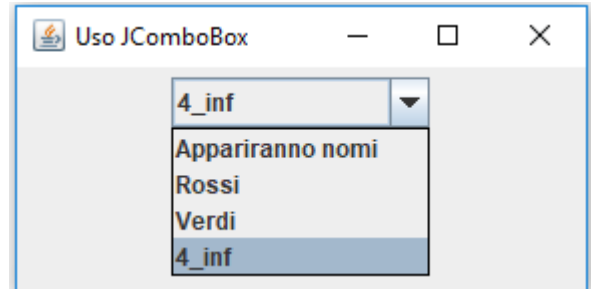 Uso JComboBox
4_inf
Appariranno nomi
Rossi
Verdi
4_inf